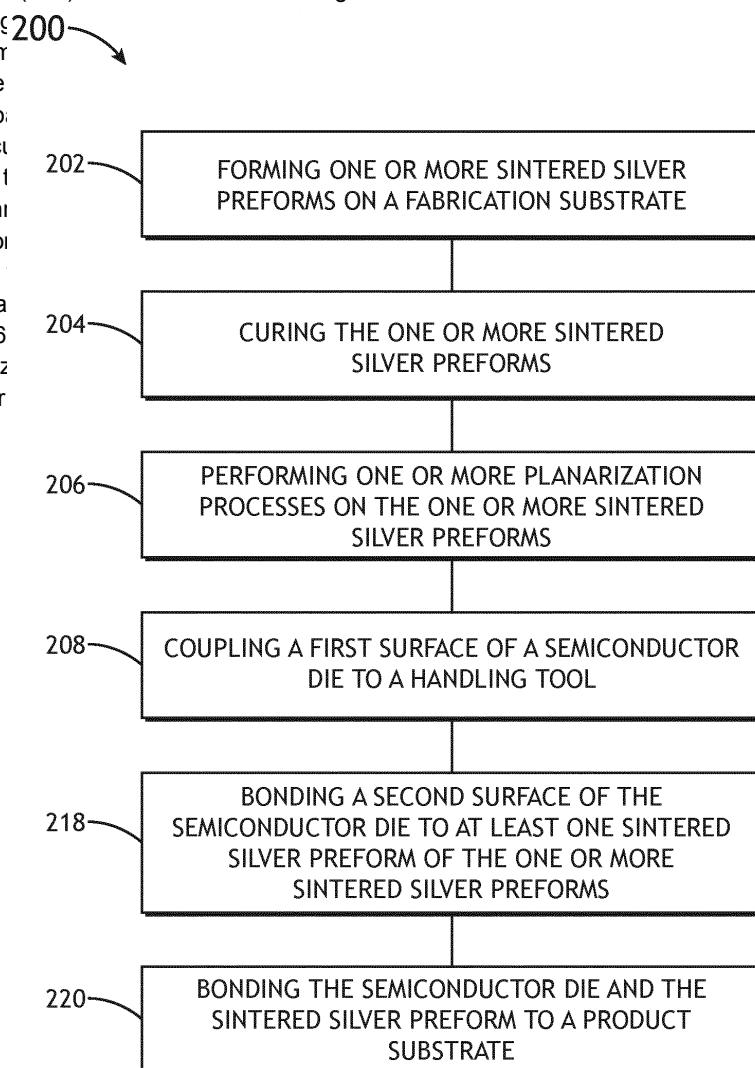 200
202
FORMING ONE OR MORE SINTERED SILVER
PREFORMS ON A FABRICATION SUBSTRATE
204
CURING THE ONE OR MORE SINTERED
SILVER PREFORMS
206
PERFORMING ONE OR MORE PLANARIZATION
PROCESSES ON THE ONE OR MORE SINTERED
SILVER PREFORMS
208
COUPLING A FIRST SURFACE OF A SEMICONDUCTOR
DIE TO A HANDLING TOOL
218
BONDING A SECOND SURFACE OF THE
SEMICONDUCTOR DIE TO AT LEAST ONE SINTERED
SILVER PREFORM OF THE ONE OR MORE
SINTERED SILVER PREFORMS
220
BONDING THE SEMICONDUCTOR DIE AND THE
SINTERED SILVER PREFORM TO A PRODUCT
SUBSTRATE